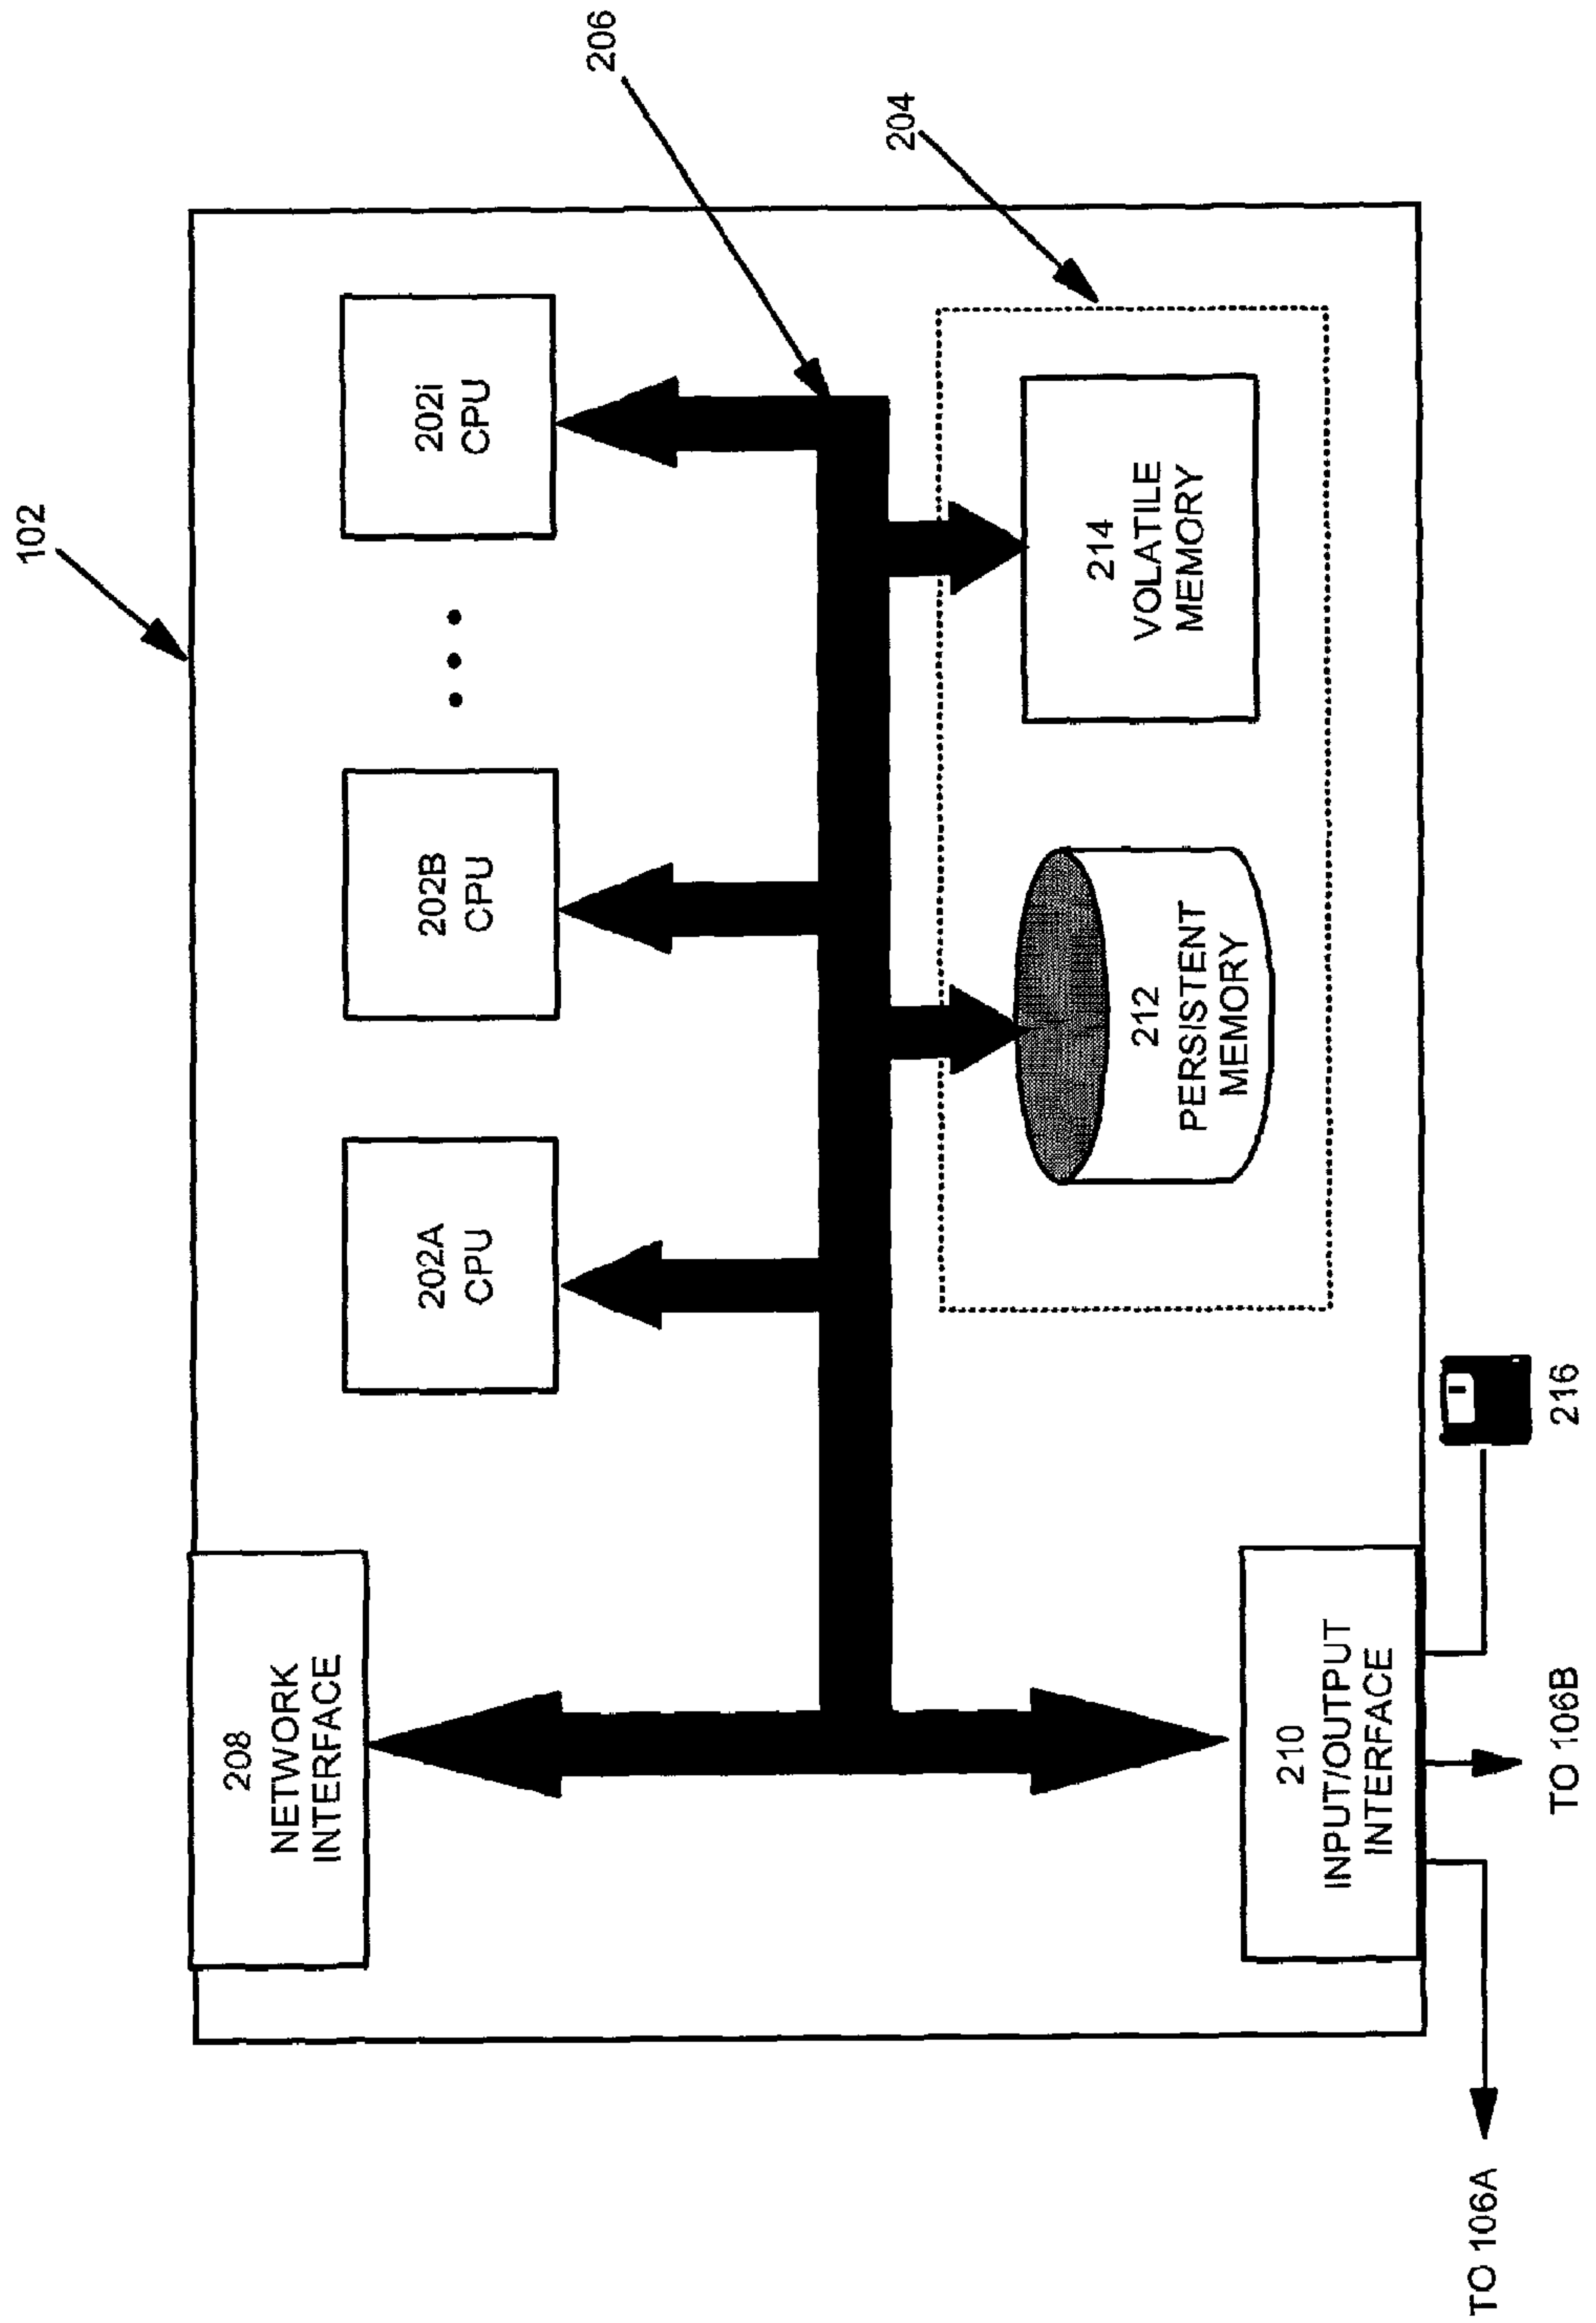 102
208
NETWORK
INTERFACE
202A
CPU
202B
CPU
202i
CPU
206
204
212
PERSISTENT
MEMORY
214
VOLATILE
MEMORY
210
INPUT/OUTPUT
INTERFACE
TO 106A
TO 106B
216